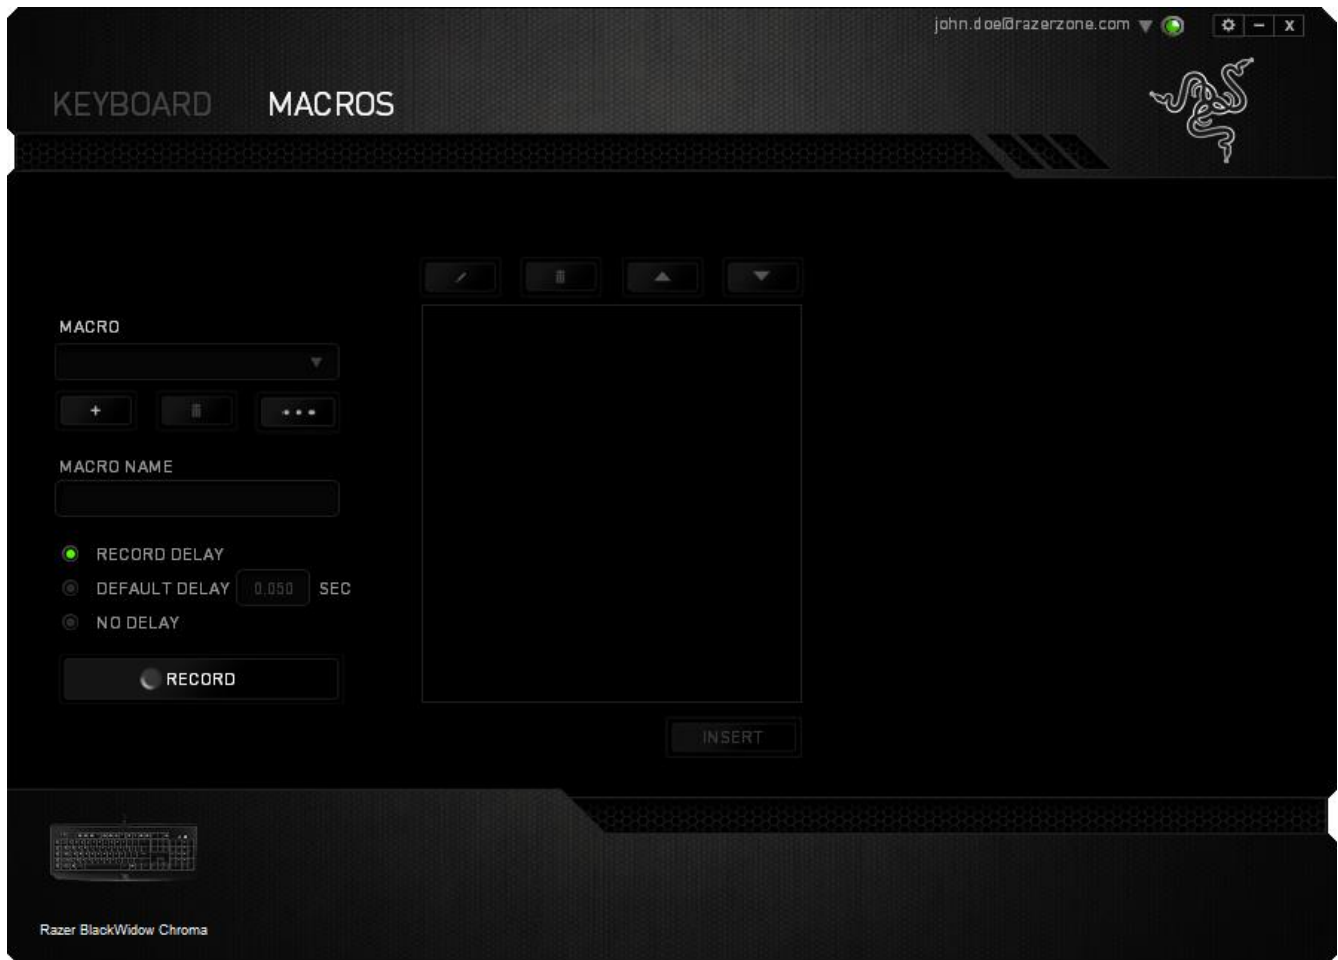 john.doe@razerzone.com
X
KEYBOARD MACROS
MACRO
MACRO NAME
RECORD DELAY
DEFAULT DELAY 0.050 SEC
NO DELAY
RECORD
INSERT
Razer BlackWidow Chroma